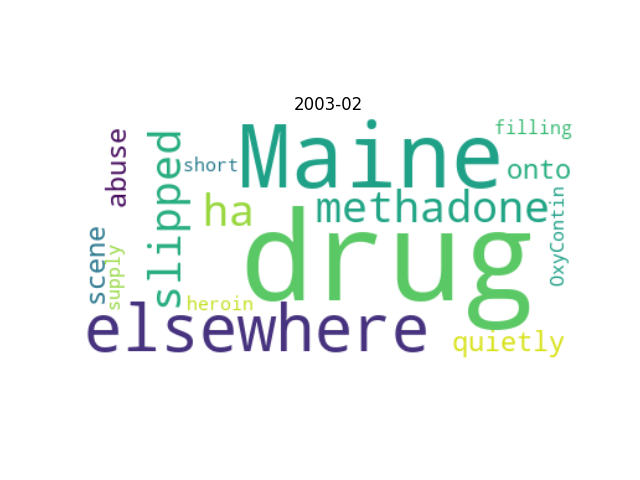 2003-02
filling
Maine
short
onto
abuse
slipped
ha
methadone
OxyContin
drug
scene
supply
heroin
elsewhere
quietly